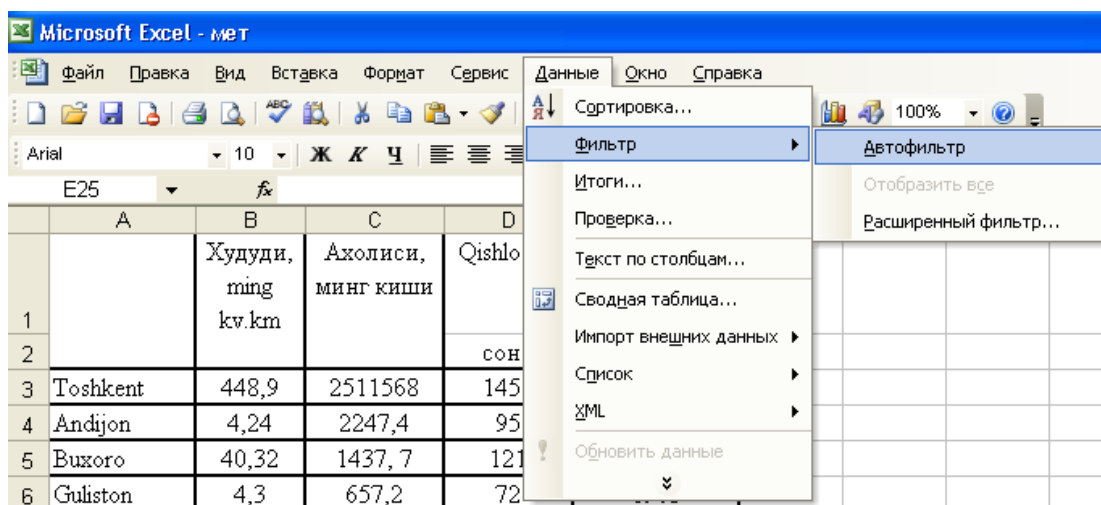 Microsoft Excel - мет
Файл Правка Вид Вставка Формат Сервис Данные Окно Справка
100%
Arial 10 Ж К Ч
E25 fx
Сортировка...
Фильтр
Итоги...
Проверка...
Текст по столбцам...
Сводная таблица...
Импорт внешних данных
Список
XML
Обновить данные
Автофильтр
Отобразить все
Расширенный фильтр...
A B C D
1 Худуди, ming kv.km Ахолиси, минг киши Qishlo
2 сон
3 Toshkent 448,9 2511568 145
4 Andijon 4,24 2247,4 95
5 Buxoro 40,32 1437, 7 121
6 Guliston 4,3 657,2 72